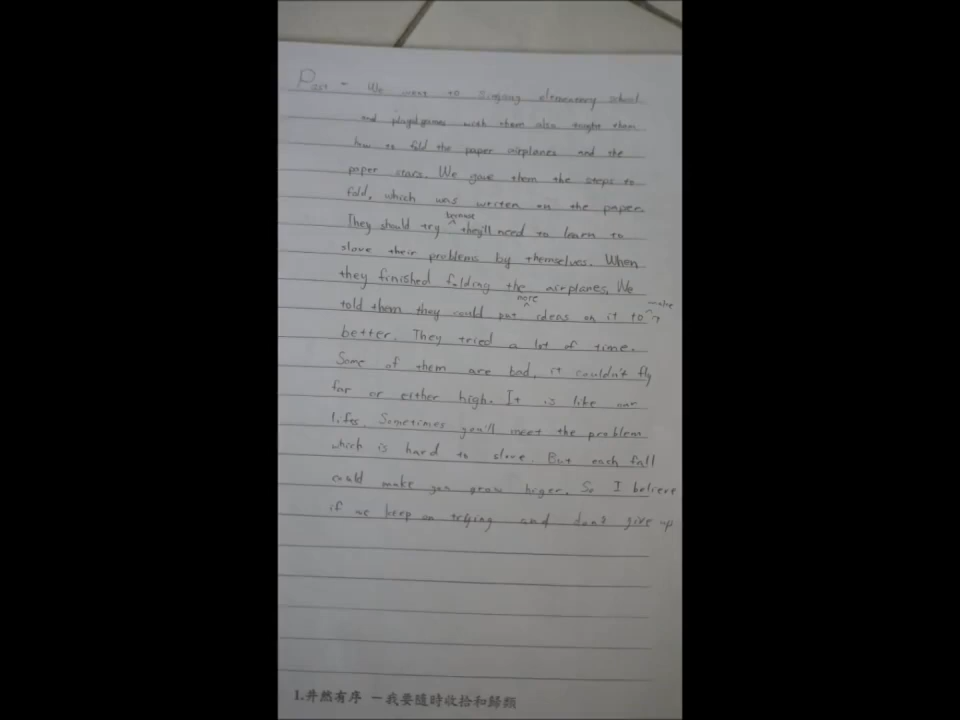 Past - We went to elementary school
and playd games with them also taught them
how to fold the paper airplanes and the
paper stars. We gave them the steps to
fold, which was writen on the paper.
They should try because they'll need to learn to
slove their problems by themselves. When
they finished folding the airplanes, We
told them they could put more ideas on it to make
better. They tried a lot of time.
Some of them are bad, it couldn't fly
far or either high. It is like our
lifes. Sometimes you'll meet the problem
which is hard to slove. But each fall
could make you grow higer. So I believe
if we keep on trying and don't give up
1.井然有序 －我要隨時收拾和歸類